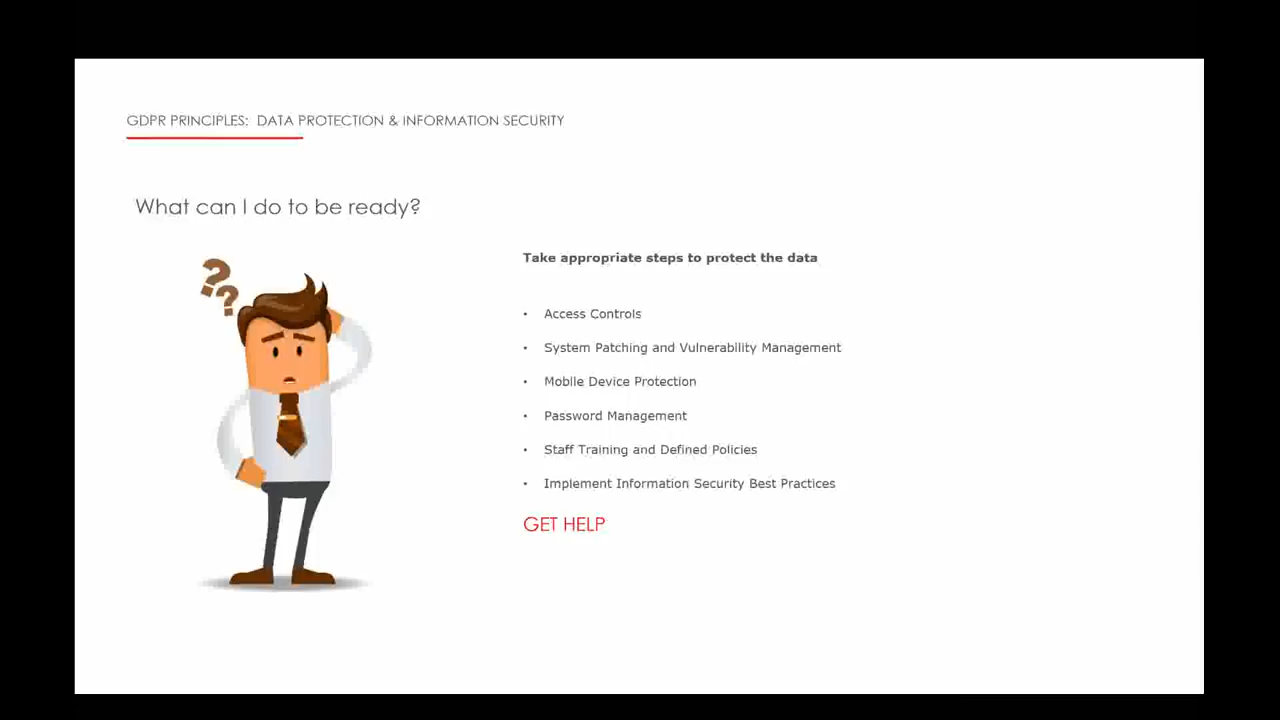 GDPR PRINCIPLES: DATA PROTECTION & INFORMATION SECURITY
What can I do to be ready?
??
Take appropriate steps to protect the data
• Access Controls
• System Patching and Vulnerability Management
• Mobile Device Protection
• Password Management
• Staff Training and Defined Policies
• Implement Information Security Best Practices
GET HELP